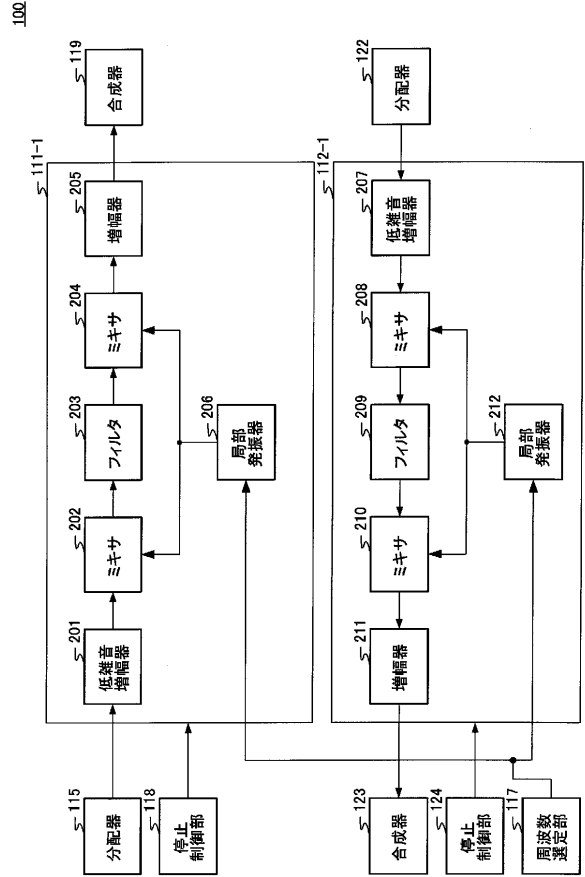 100
111-1
115
分配器
118
停止
制御部
201
低雑音
増幅器
202
ミキサ
203
フィルタ
204
ミキサ
205
増幅器
119
合成器
206
局部
発振器
112-1
122
分配器
207
低雑音
増幅器
208
ミキサ
209
フィルタ
210
ミキサ
211
増幅器
212
局部
発振器
123
合成器
124
停止
制御部
117
周波数
選定部